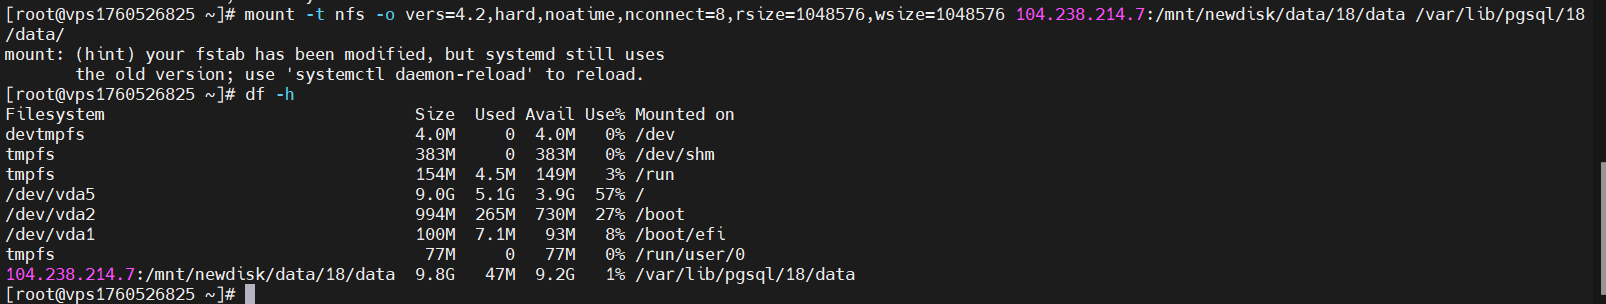 [root@vps1760526825 ~]# mount -t nfs -o vers=4.2,hard,noatime,nconnect=8,rsize=1048576,wsize=1048576 104.238.214.7:/mnt/newdisk/data/18/data /var/lib/pgsql/18
/data/
mount: (hint) your fstab has been modified, but systemd still uses
       the old version; use 'systemctl daemon-reload' to reload.
[root@vps1760526825 ~]# df -h
Filesystem                               Size  Used Avail Use% Mounted on
devtmpfs                                 4.0M     0  4.0M   0% /dev
tmpfs                                    383M     0  383M   0% /dev/shm
tmpfs                                    154M  4.5M  149M   3% /run
/dev/vda5                                9.0G  5.1G  3.9G  57% /
/dev/vda2                                994M  265M  730M  27% /boot
/dev/vda1                                100M  7.1M   93M   8% /boot/efi
tmpfs                                     77M     0   77M   0% /run/user/0
104.238.214.7:/mnt/newdisk/data/18/data  9.8G   47M  9.2G   1% /var/lib/pgsql/18/data
[root@vps1760526825 ~]#